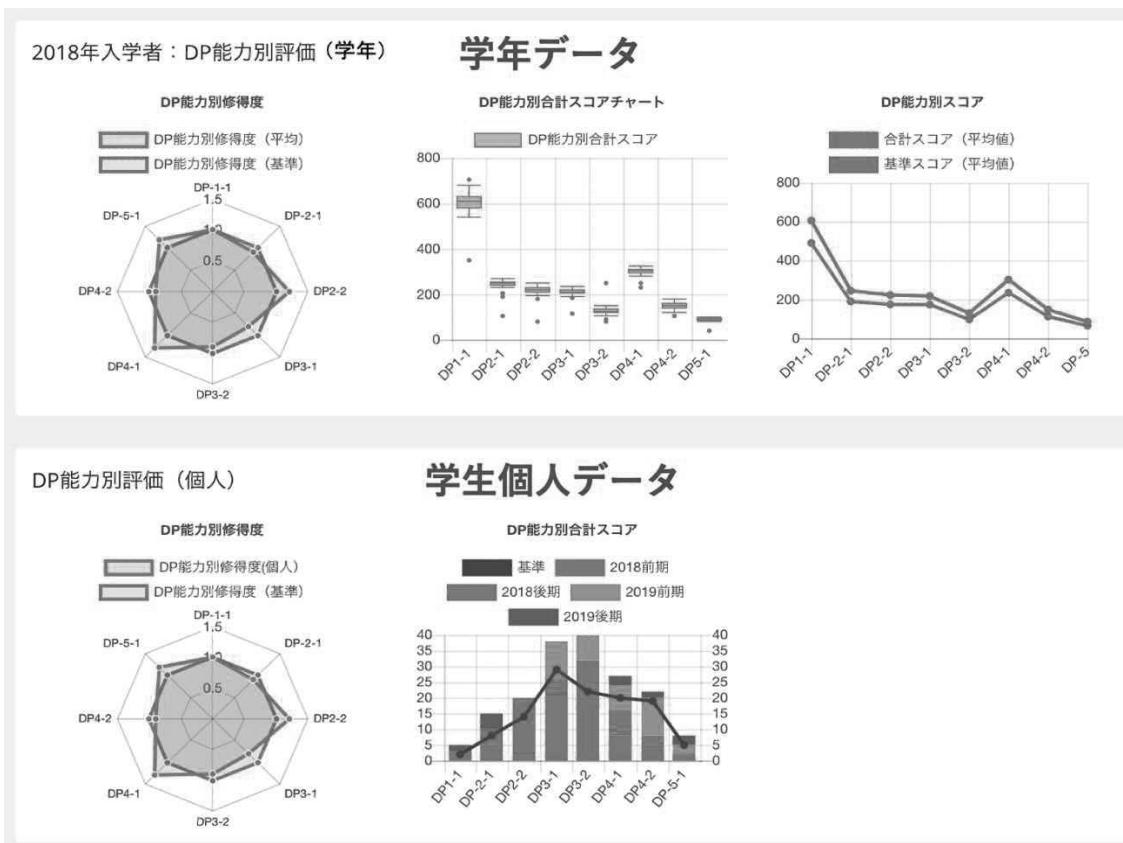 2018年入学者：DP能力別評価（学年） 学年データ
DP能力別修得度
DP能力別修得度（平均）
DP能力別修得度（基準）
DP-1-1
1.5
DP-5-1
DP-2-1
1.0
0.5
DP4-2
DP2-2
DP4-1
DP3-1
DP3-2
DP能力別合計スコアチャート
DP能力別合計スコア
800
600
400
200
0
DP1-1 DP2-1 DP2-2 DP3-1 DP3-2 DP4-1 DP4-2 DP5-1
DP能力別スコア
合計スコア（平均値）
基準スコア（平均値）
800
600
400
200
0
DP1-1 DP-2-1 DP2-2 DP3-1 DP3-2 DP4-1 DP4-2 DP-5
DP能力別評価（個人） 学生個人データ
DP能力別修得度
DP能力別修得度(個人）
DP能力別修得度（基準）
DP-1-1
1.5
DP-5-1
DP-2-1
1.0
0.5
DP4-2
DP2-2
DP4-1
DP3-1
DP3-2
DP能力別合計スコア
基準 2018前期
2018後期 2019前期
2019後期
40 40
35 35
30 30
25 25
20 20
15 15
10 10
5 5
0 0
DP1-1 DP-2-1 DP2-2 DP3-1 DP3-2 DP4-1 DP4-2 DP-5-1